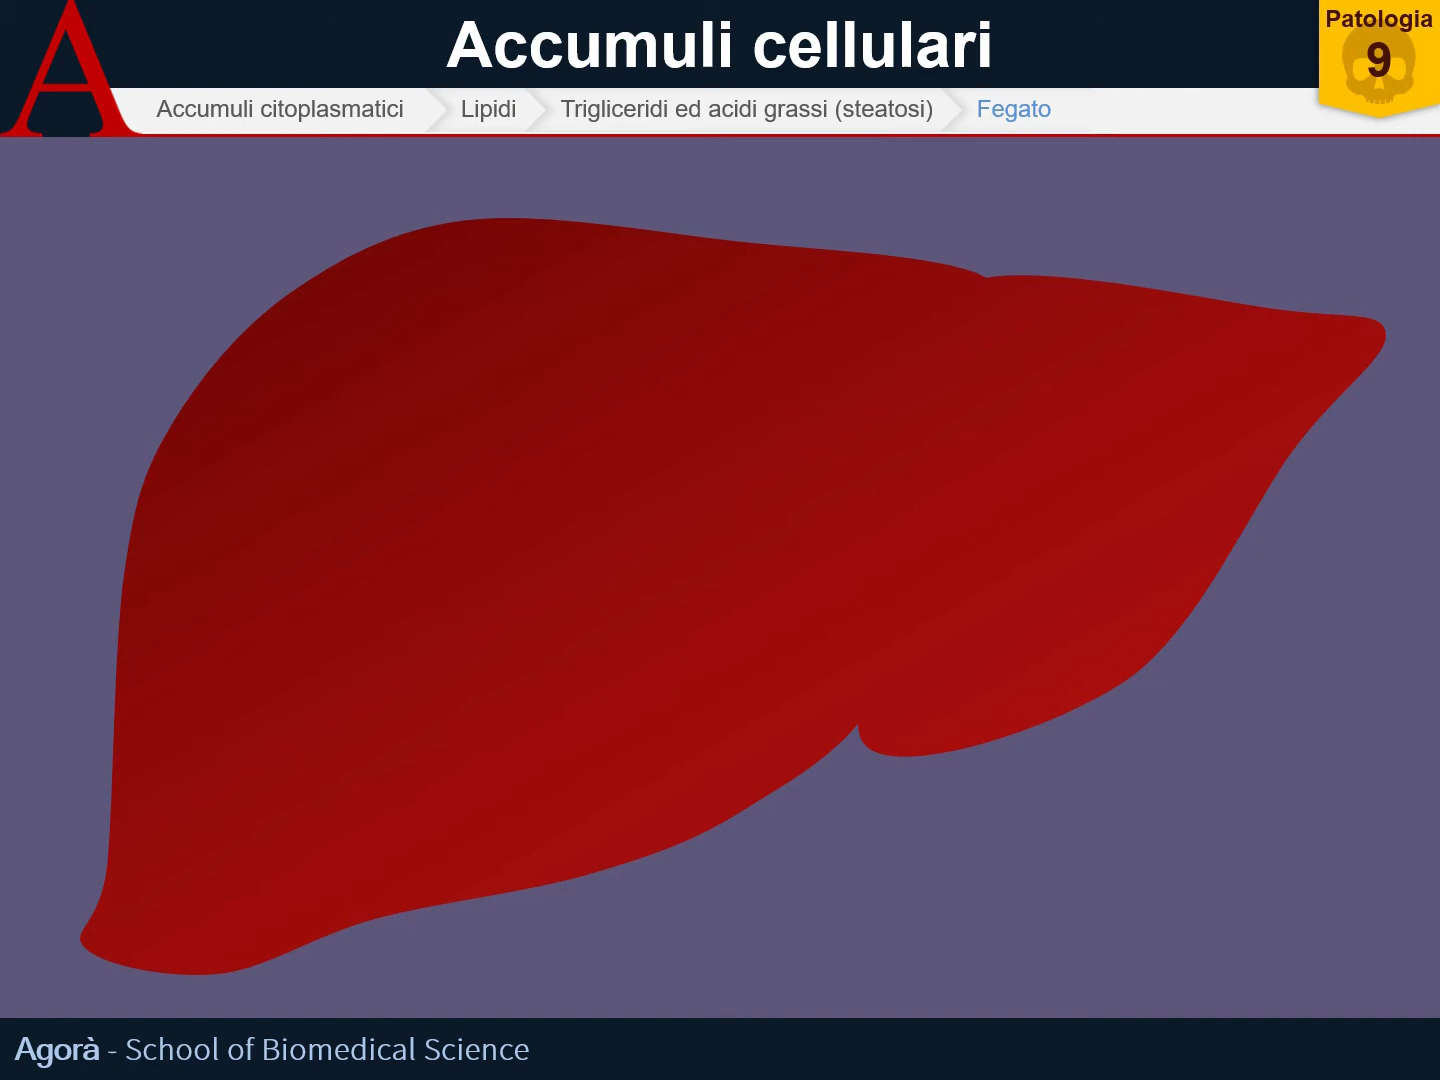 A
Accumuli cellulari
Patologia
9
Accumuli citoplasmatici
Lipidi
Trigliceridi ed acidi grassi (steatosi)
Fegato
Agorà - School of Biomedical Science